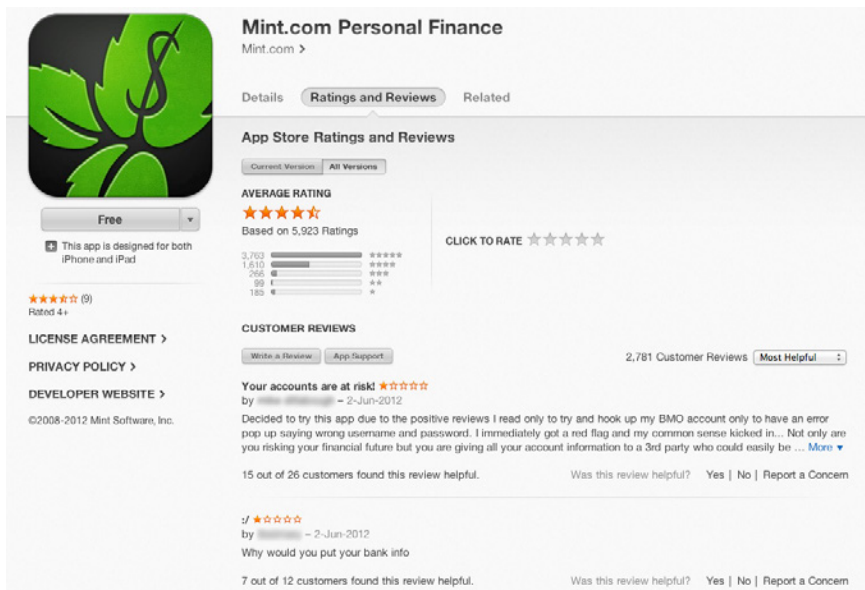 Mint.com Personal Finance
Mint.com >
Details Ratings and Reviews Related
App Store Ratings and Reviews
Current Version All Versions
AVERAGE RATING
Based on 5,923 Ratings
CLICK TO RATE ☆☆☆☆☆
3,763 ★★★★★
1,610 ★★★★
266 ★★★
99 ★★
185 ★
Free
This app is designed for both
iPhone and iPad
(9)
Rated 4+
LICENSE AGREEMENT >
PRIVACY POLICY >
DEVELOPER WEBSITE >
©2008-2012 Mint Software, Inc.
CUSTOMER REVIEWS
Write a Review App Support
2,781 Customer Reviews Most Helpful
Your accounts are at risk! ★☆☆☆☆
by – 2-Jun-2012
Decided to try this app due to the positive reviews I read only to try and hook up my BMO account only to have an error
pop up saying wrong username and password. I immediately got a red flag and my common sense kicked in... Not only are
you risking your financial future but you are giving all your account information to a 3rd party who could easily be ... More ▼
15 out of 26 customers found this review helpful. Was this review helpful? Yes | No | Report a Concern
:/ ★☆☆☆☆
by – 2-Jun-2012
Why would you put your bank info
7 out of 12 customers found this review helpful. Was this review helpful? Yes | No | Report a Concern